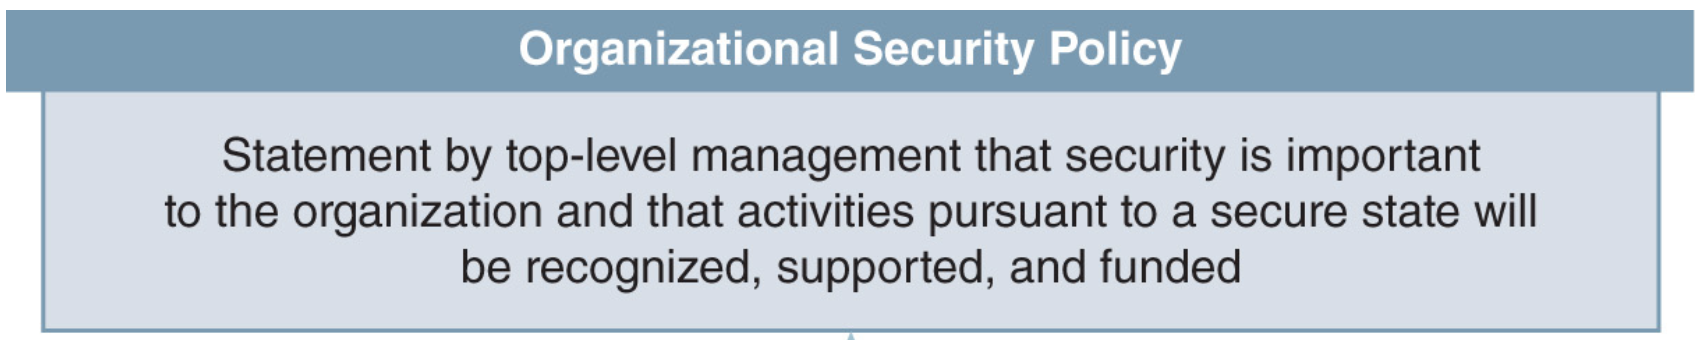 Organizational Security Policy
Statement by top-level management that security is important
to the organization and that activities pursuant to a secure state will
be recognized, supported, and funded